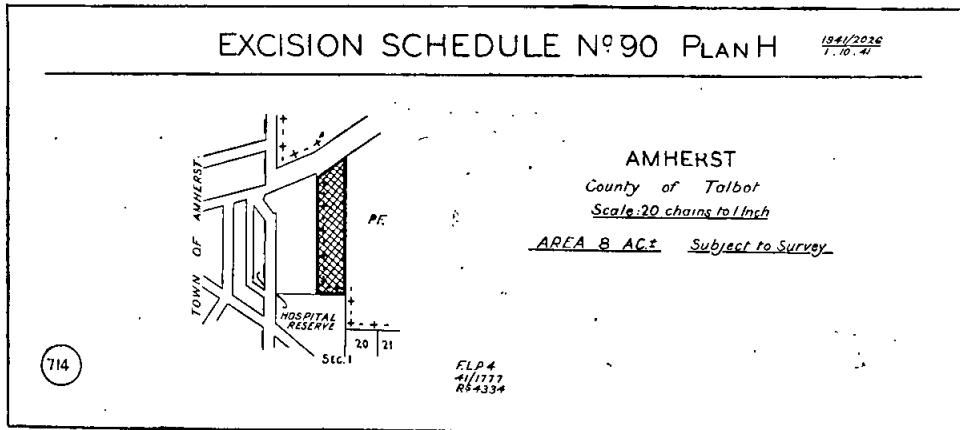 EXCISION SCHEDULE Nº 90 PLAN H
1941/2026
1.10.41
TOWN OF AMHERST.
P.F.
HOSPITAL
RESERVE
20 21
SEC. I
714
AMHERST
County of Talbot
Scale: 20 chains to 1 Inch
AREA 8 AC.± Subject to Survey
F.L.P 4
41/1777
RS 4334